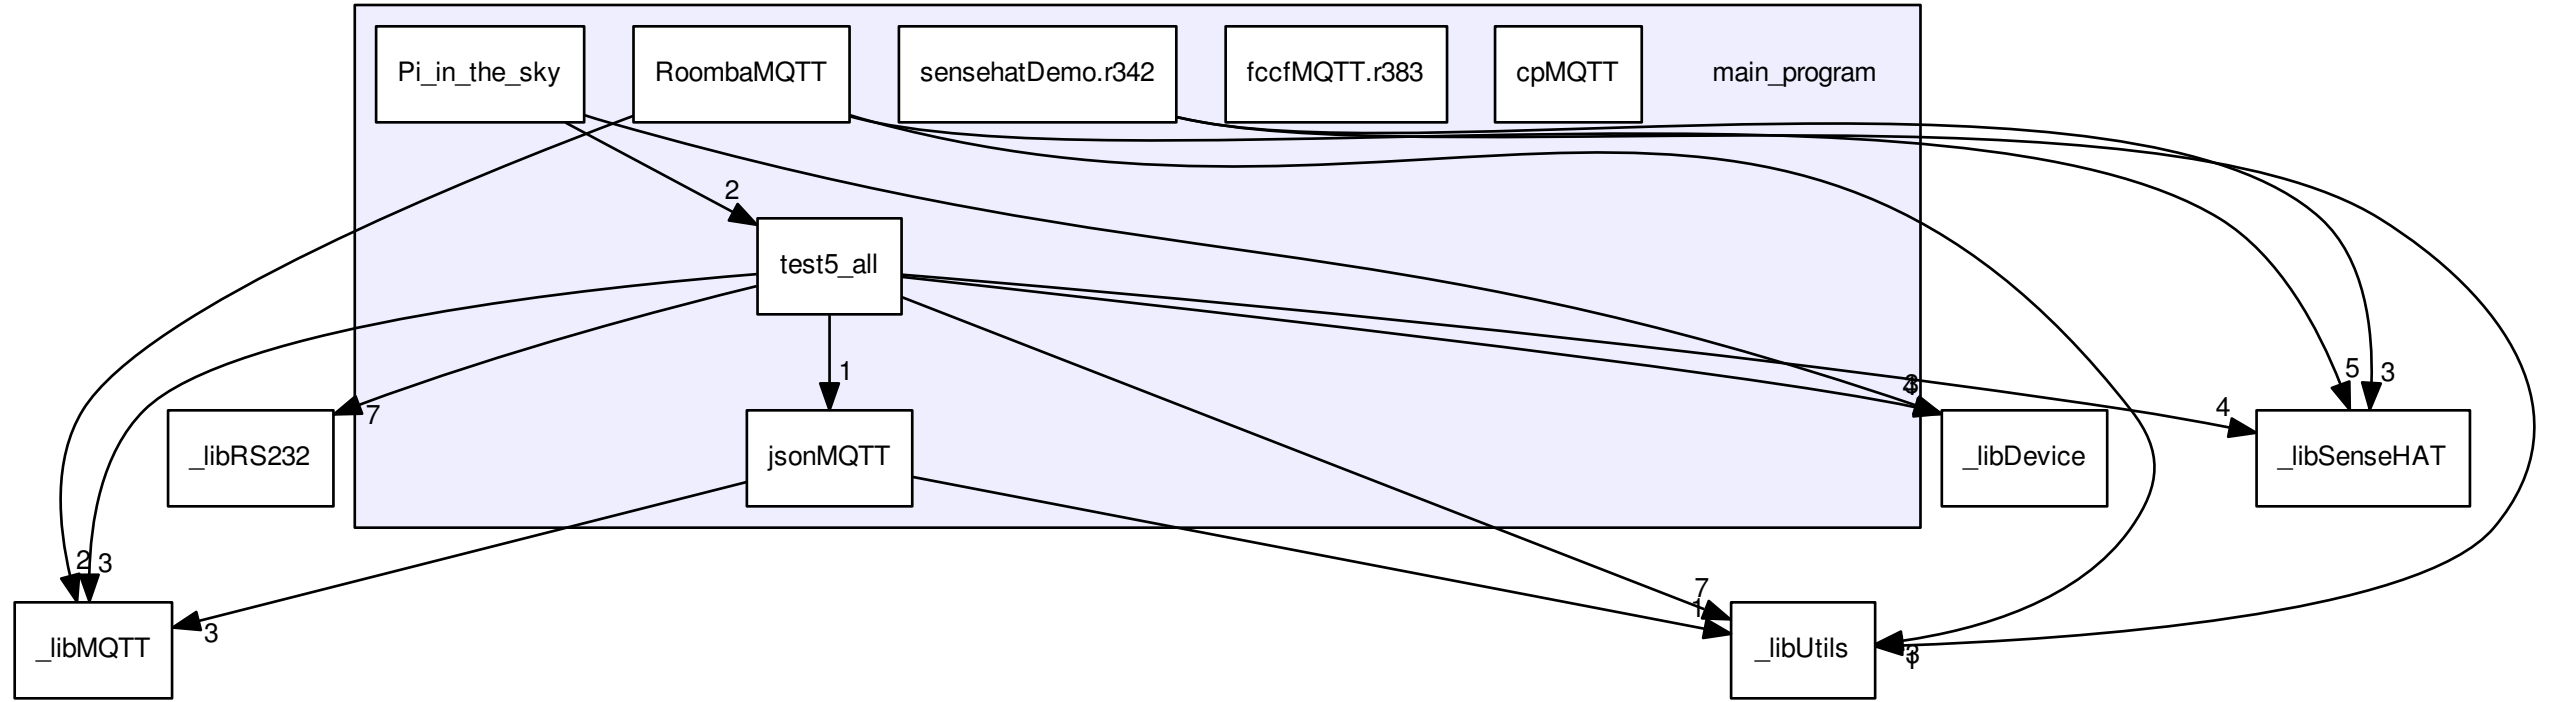 Pi_in_the_sky
RoombaMQTT
sensehatDemo.r342
fccfMQTT.r383
cpMQTT
main_program
2
test5_all
1
5
3
7
4
_libRS232
jsonMQTT
_libDevice
_libSenseHAT
2
3
7
1
3
_libMQTT
_libUtils